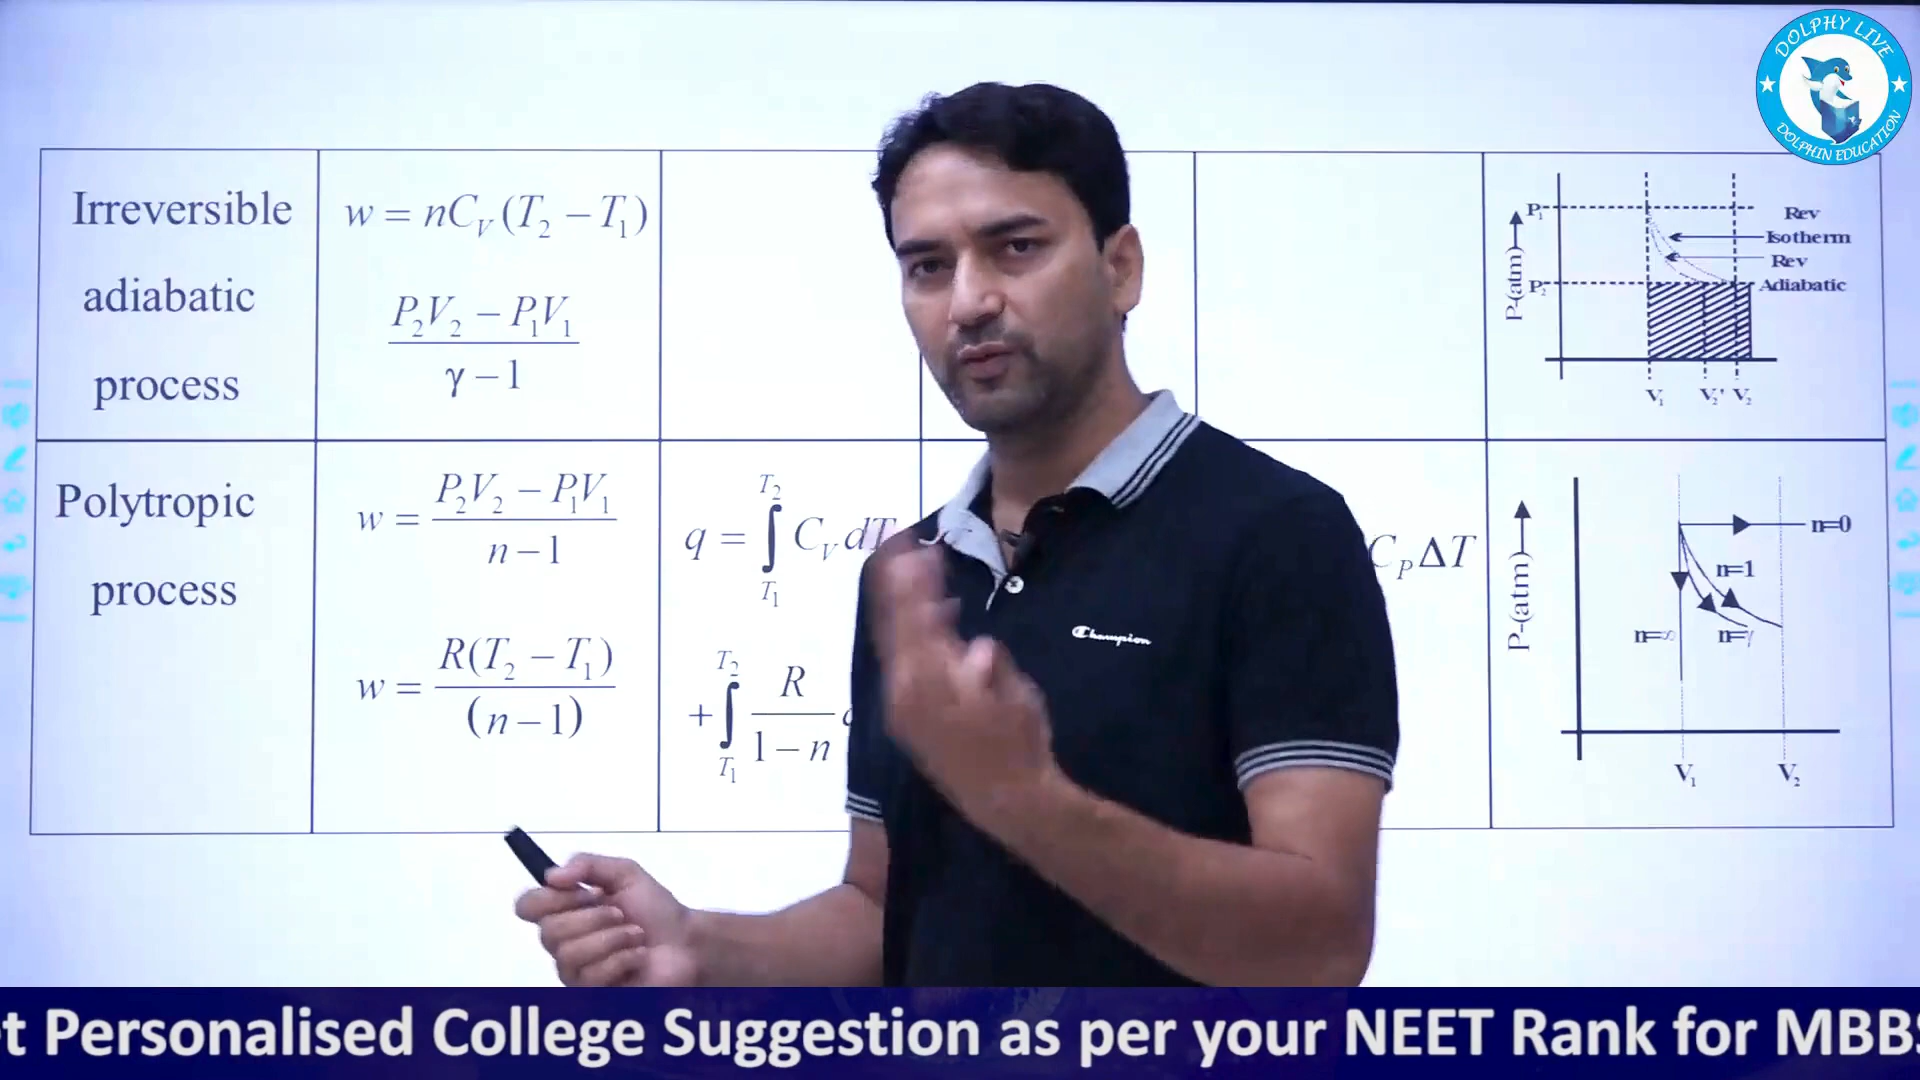 DOLPHY LIVE
DOLPHIN EDUCATION
Irreversible
adiabatic
process
w = nC_V (T_2 − T_1)
P_2V_2 − P_1V_1
γ − 1
P-(atm)
P_1
P_2
Rev
Isotherm
Rev
Adiabatic
V_1 V_2' V_2
Polytropic
process
w = P_2V_2 − P_1V_1
n − 1
w = R(T_2 − T_1)
(n − 1)
q = ∫ T_2 T_1 C_V dT
+ ∫ T_2 T_1 R
1 − n
C_P ΔT
P-(atm)
n=0
n=1
n=∞
n=γ
V_1 V_2
Champion
t Personalised College Suggestion as per your NEET Rank for MBBS